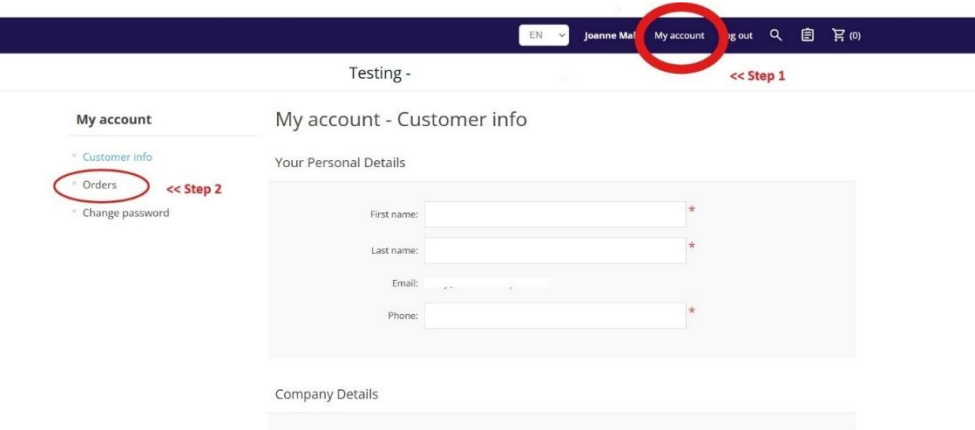 EN Joanne Mal My account og out (0)
Testing - << Step 1
My account
My account - Customer info
Customer info
Your Personal Details
Orders << Step 2
Change password
First name: *
Last name: *
Email:
Phone: *
Company Details